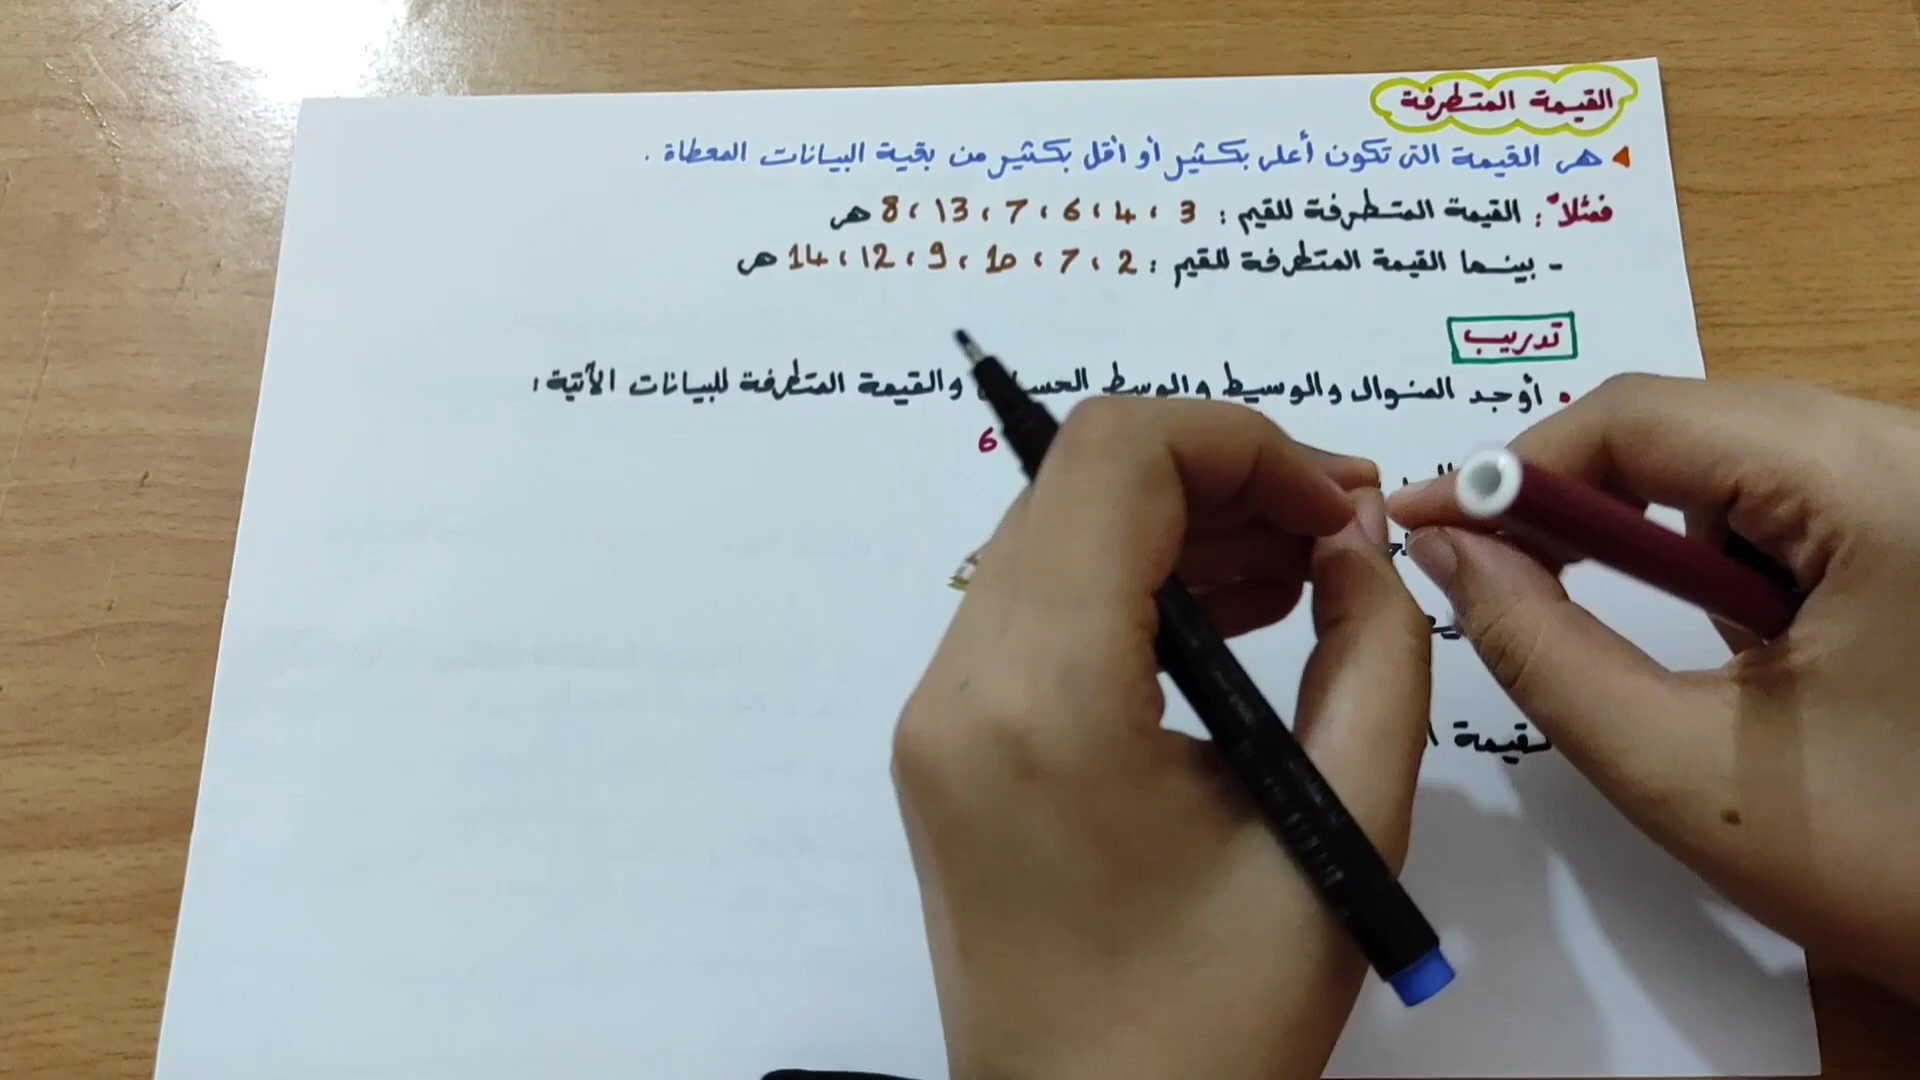 القيمة المتطرفة
هي القيمة التي تكون أعلى بكثير أو أقل بكثير من بقية البيانات المعطاة .
فمثلاً : القيمة المتطرفة للقيم : 3 ، 4 ، 6 ، 7 ، 13 ، 8 هي
- بينما القيمة المتطرفة للقيم : 2 ، 7 ، 10 ، 9 ، 12 ، 14 هي
تدريب
• أوجد المنوال والوسيط والوسط والقيمة المتطرفة للبيانات الآتية :
6